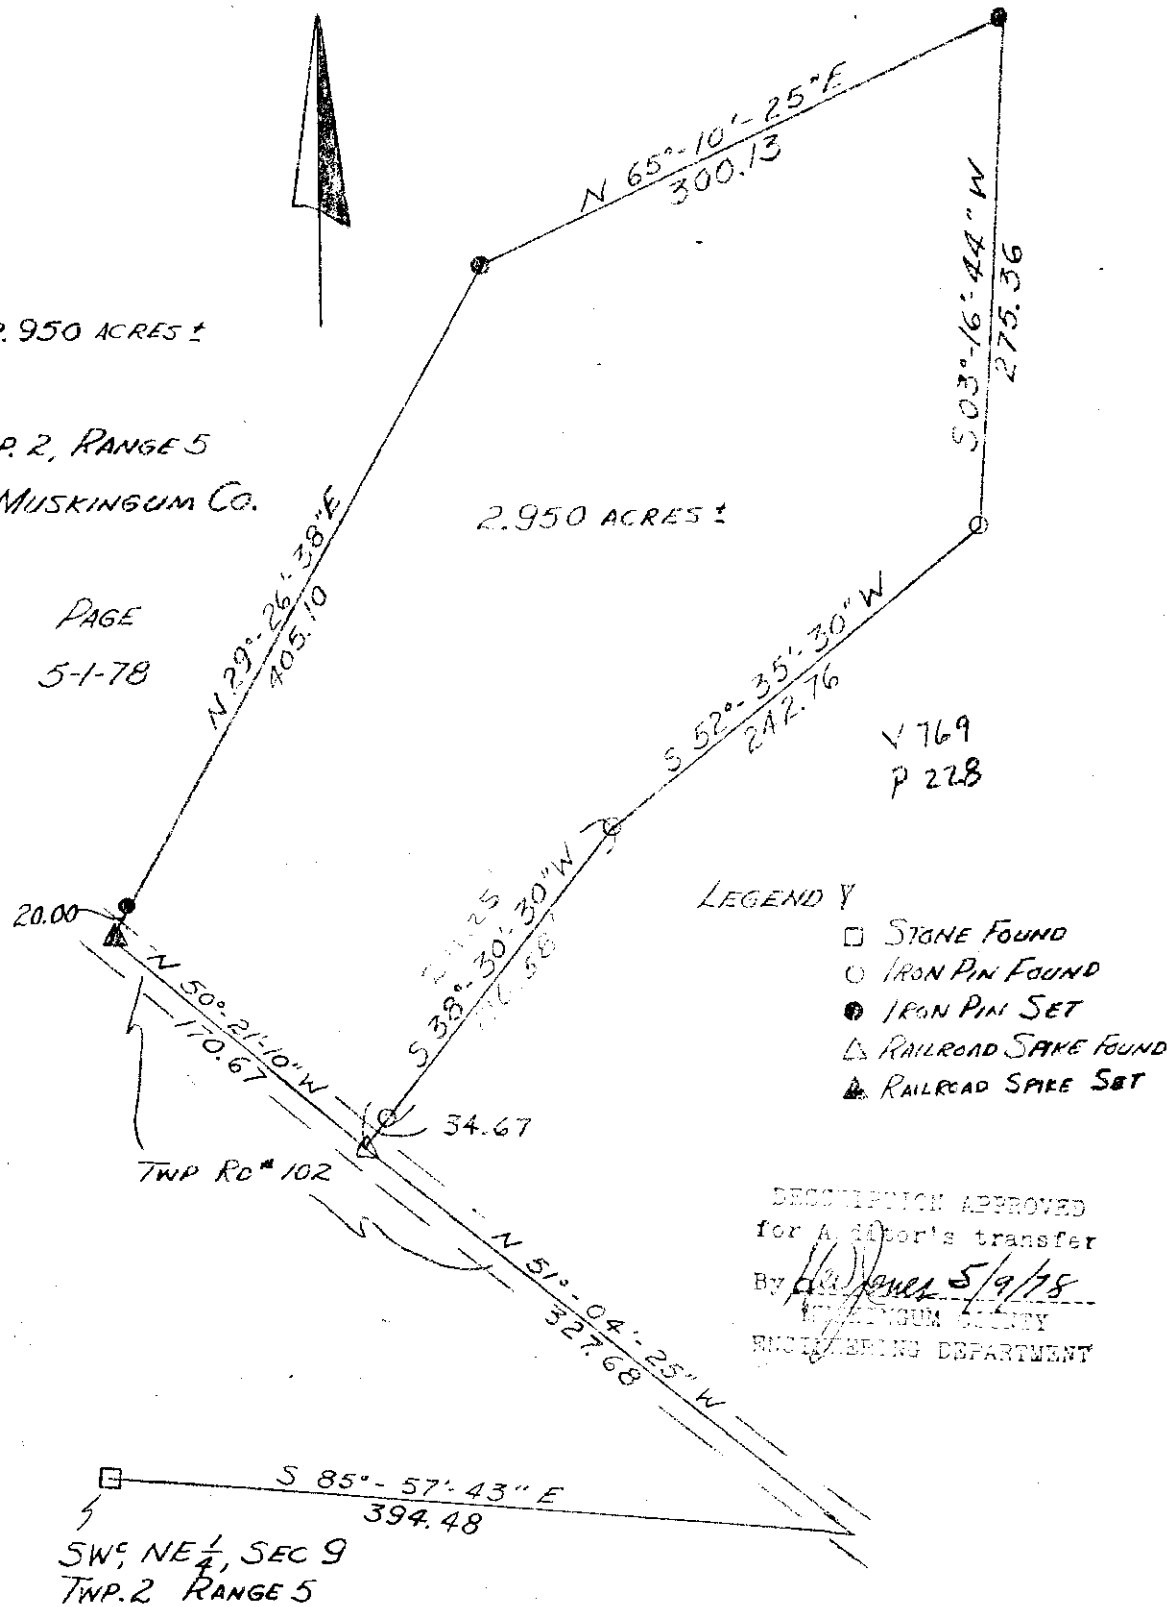 N 65°-10'-25"E
300.13
S 03°-16'-44" W
275.36
.950 ACRES ±
P. 2, RANGE 5
MUSKINGUM CO.
2.950 ACRES ±
N 29°-26'-38"E
405.10
PAGE
5-1-78
S 52°-35'-30" W
242.76
V 769
P 228
20.00
S 38°-30'-30"W
N 50°-21'-10" W
170.67
34.67
TWP RD # 102
LEGEND
STONE FOUND
IRON PIN FOUND
IRON PIN SET
RAILROAD SPIKE FOUND
RAILROAD SPIKE SET
N 51°-04'-25" W
327.68
DESCRIPTION APPROVED
for Auditor's transfer
By Jones 5/9/78
MUSKINGUM COUNTY
ENGINEERING DEPARTMENT
S 85°-57'-43" E
394.48
SWC, NE 1/4, SEC 9
TWP. 2 RANGE 5